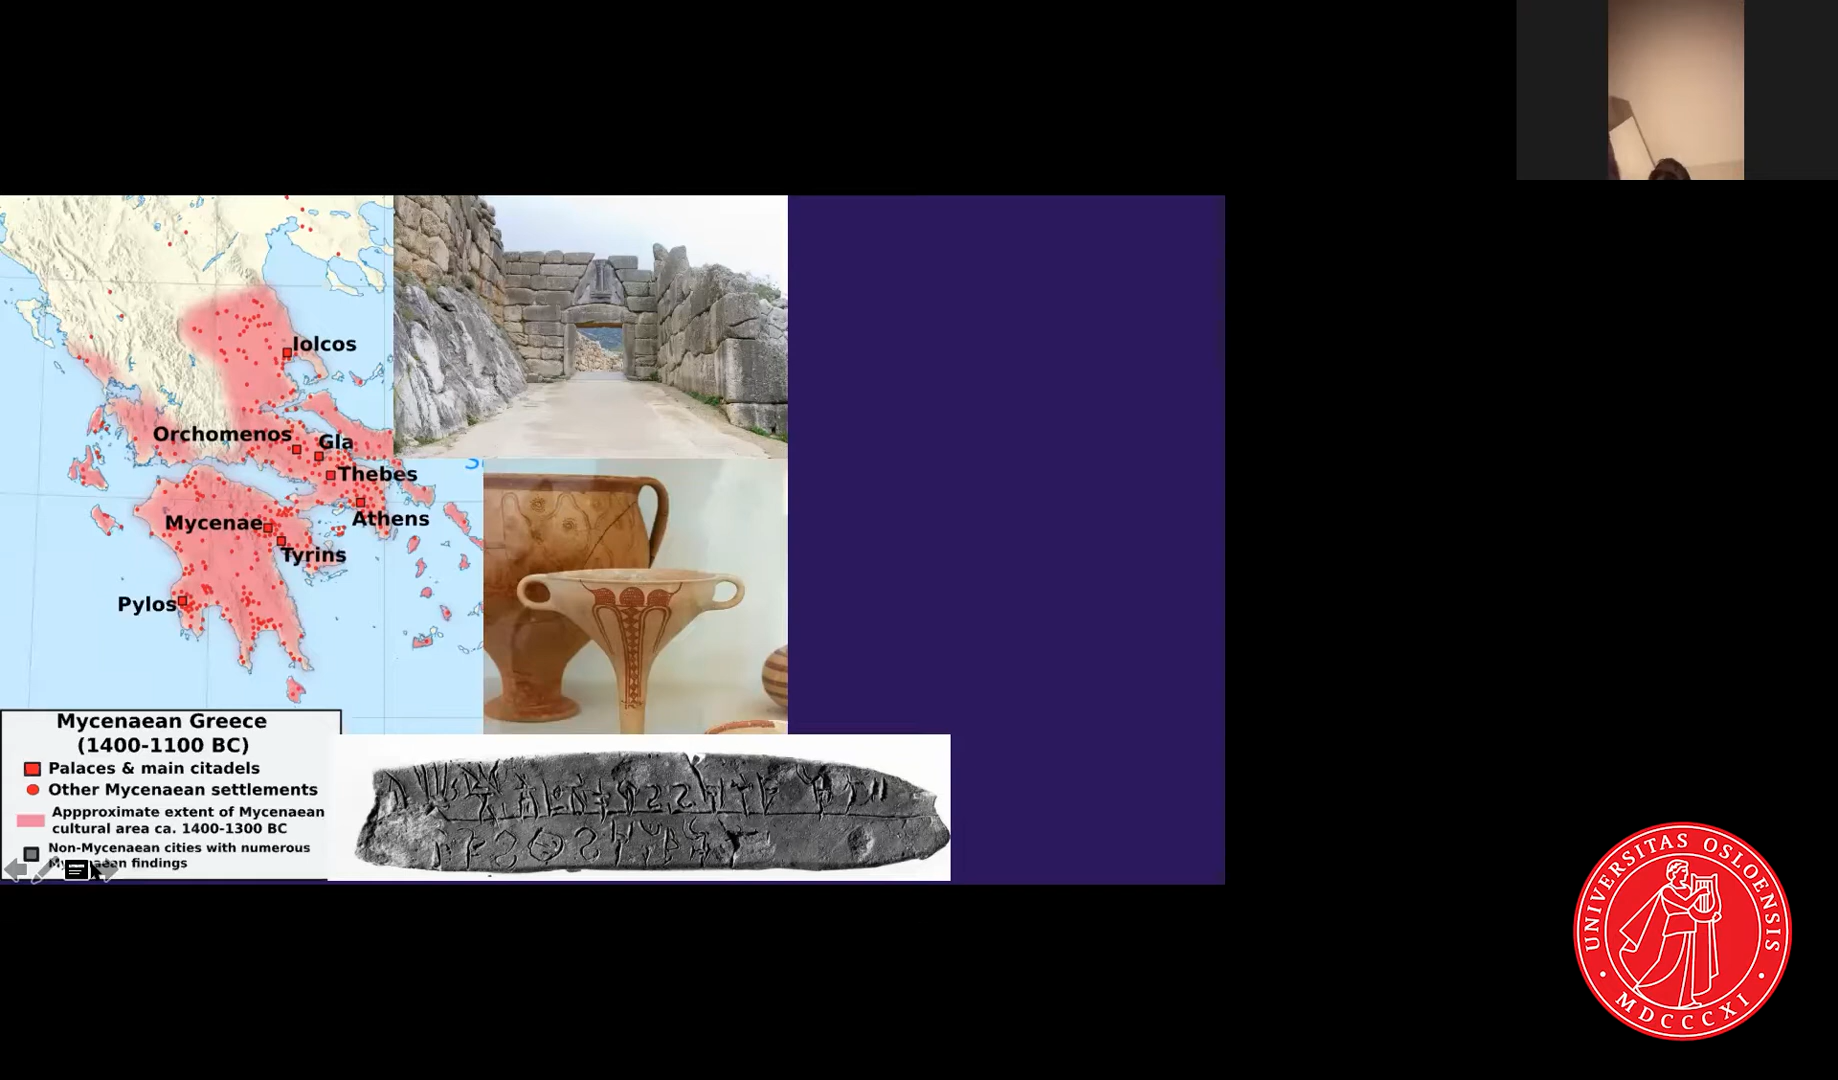 Iolcos
Orchomenos
Gla
Thebes
Athens
Mycenae
Tyrins
Pylos
Mycenaean Greece
(1400-1100 BC)
Palaces & main citadels
Other Mycenaean settlements
Appproximate extent of Mycenaean
cultural area ca. 1400-1300 BC
Non-Mycenaean cities with numerous
findings
UNIVERSITAS OSLOENSIS
MDCCCXI